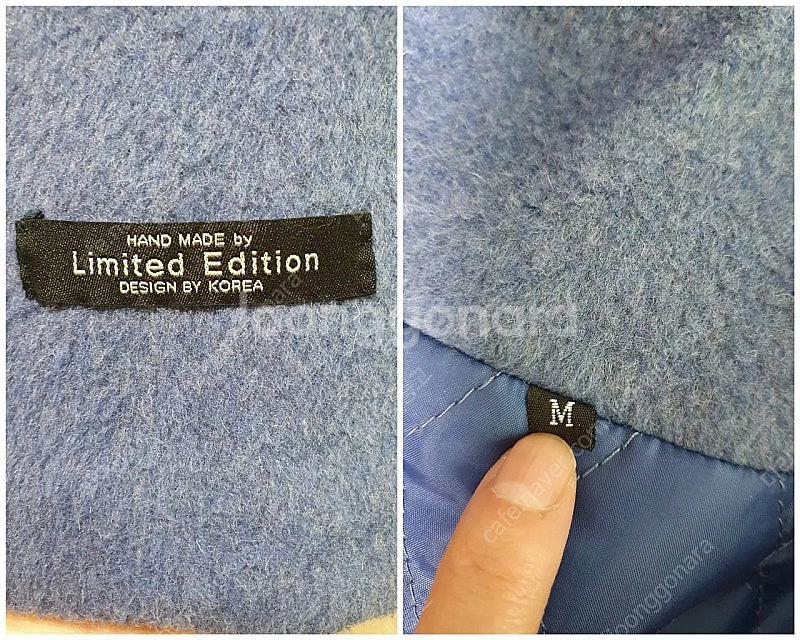 HAND MADE by
Limited Edition
DESIGN BY KOREA
Joonggonara
M
cafe.naver.com
Joonggonara